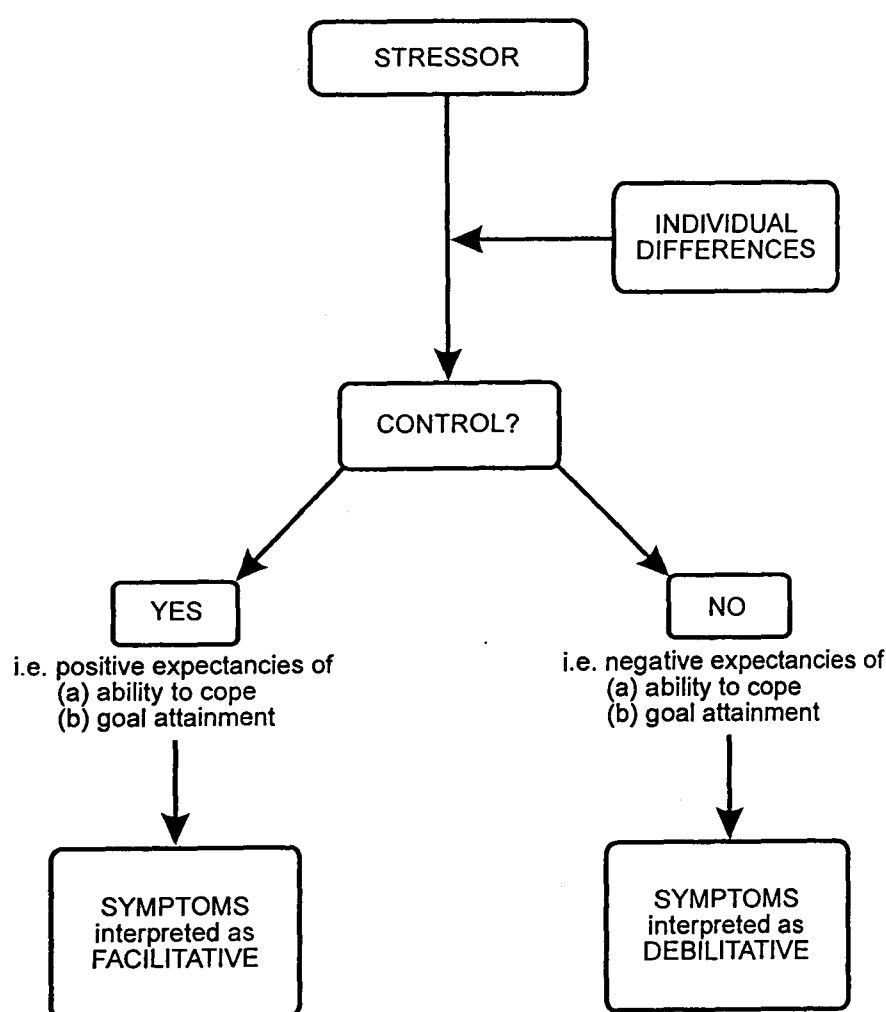 STRESSOR
INDIVIDUAL
DIFFERENCES
CONTROL?
YES
i.e. positive expectancies of
(a) ability to cope
(b) goal attainment
NO
i.e. negative expectancies of
(a) ability to cope
(b) goal attainment
SYMPTOMS
interpreted as
FACILITATIVE
SYMPTOMS
interpreted as
DEBILITATIVE